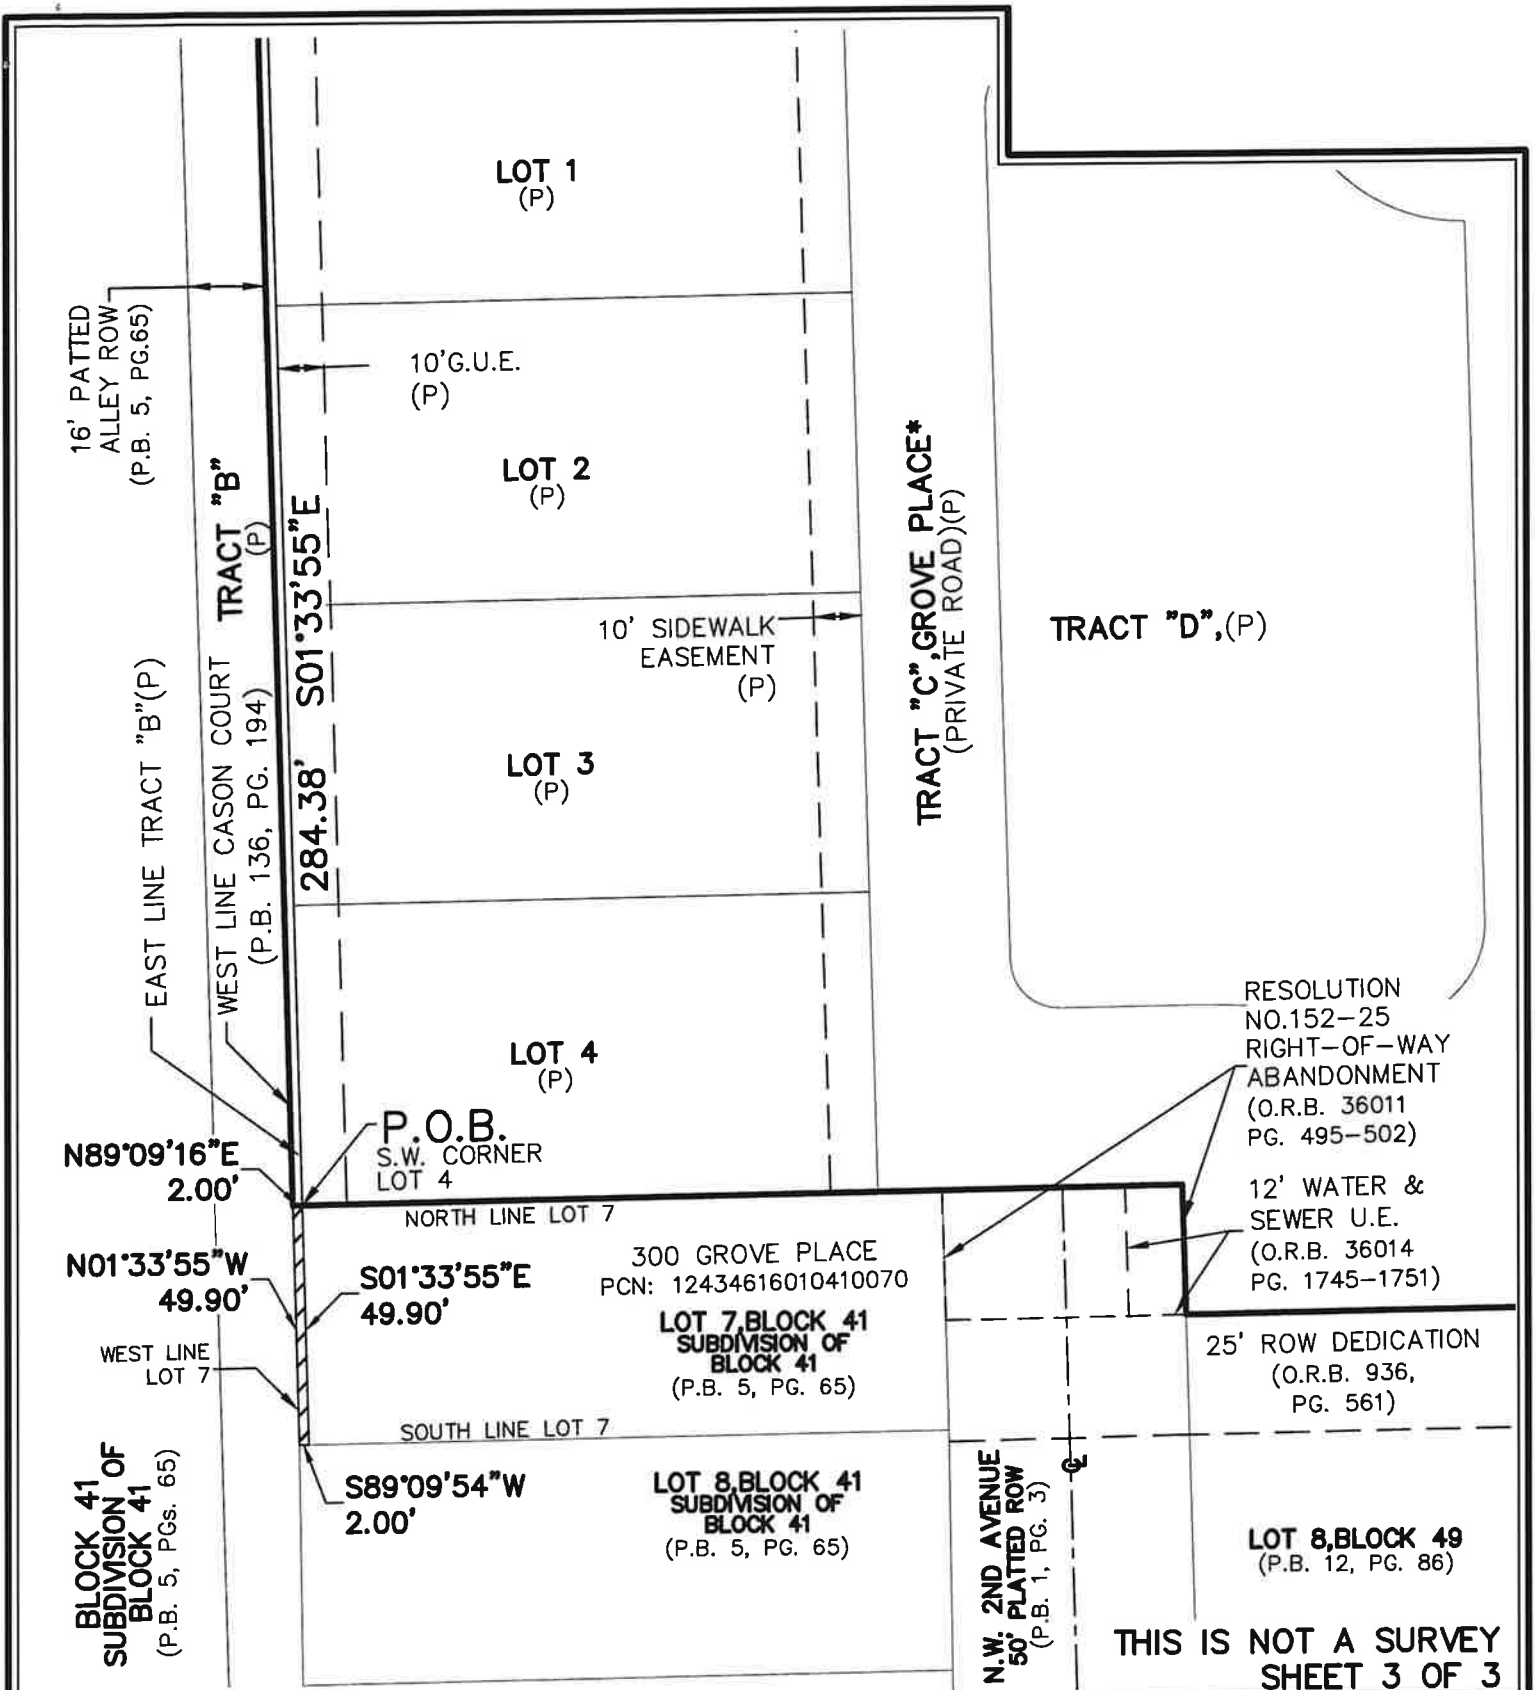 LOT 1
(P)
16' PATTED
ALLEY ROW
(P.B. 5, PG.65)
10'G.U.E.
(P)
LOT 2
(P)
TRACT "B"
(P)
S01°33'55"E
284.38'
10' SIDEWALK
EASEMENT
(P)
TRACT "C",GROVE PLACE*
(PRIVATE ROAD)(P)
TRACT "D",(P)
EAST LINE TRACT "B"(P)
WEST LINE CASON COURT
(P.B. 136, PG. 194)
LOT 3
(P)
LOT 4
(P)
RESOLUTION
NO.152-25
RIGHT-OF-WAY
ABANDONMENT
(O.R.B. 36011
PG. 495-502)
P.O.B.
S.W. CORNER
LOT 4
N89°09'16"E
2.00'
12' WATER &
SEWER U.E.
(O.R.B. 36014
PG. 1745-1751)
NORTH LINE LOT 7
N01°33'55"W
49.90'
S01°33'55"E
49.90'
300 GROVE PLACE
PCN: 12434616010410070
LOT 7,BLOCK 41
SUBDIVISION OF
BLOCK 41
(P.B. 5, PG. 65)
WEST LINE
LOT 7
25' ROW DEDICATION
(O.R.B. 936,
PG. 561)
SOUTH LINE LOT 7
S89°09'54"W
2.00'
BLOCK 41
SUBDIVISION OF
BLOCK 41
(P.B. 5, PGs. 65)
LOT 8,BLOCK 41
SUBDIVISION OF
BLOCK 41
(P.B. 5, PG. 65)
N.W. 2ND AVENUE
50' PLATTED ROW
(P.B. 1, PG. 3)
℄
LOT 8,BLOCK 49
(P.B. 12, PG. 86)
THIS IS NOT A SURVEY
SHEET 3 OF 3